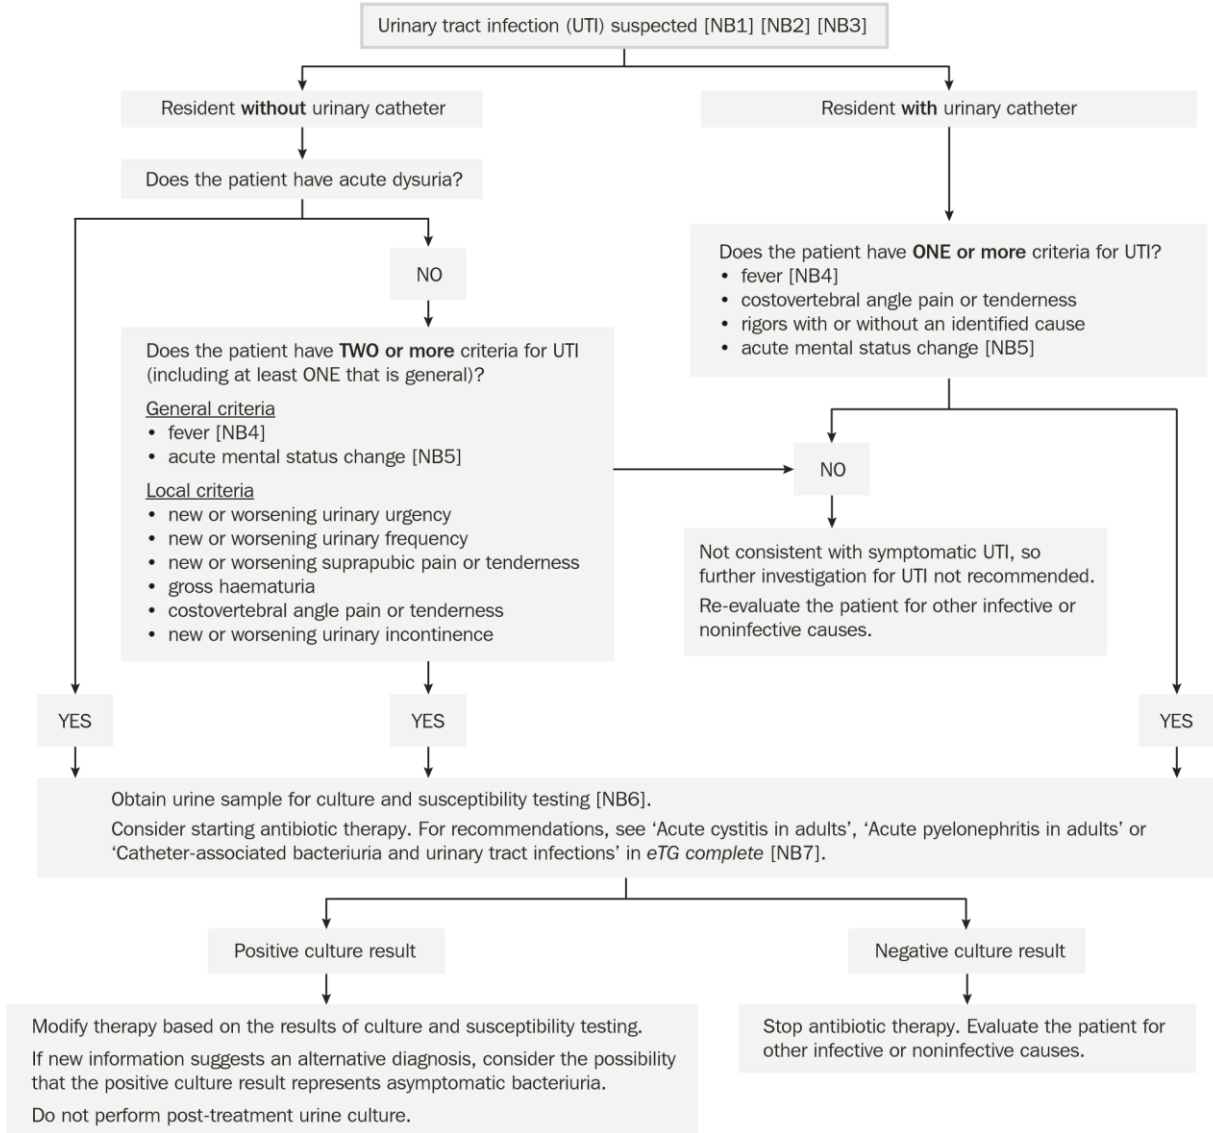 Urinary tract infection (UTI) suspected [NB1] [NB2] [NB3]
Resident without urinary catheter
Resident with urinary catheter
Does the patient have acute dysuria?
NO
Does the patient have TWO or more criteria for UTI
(including at least ONE that is general)?
General criteria
• fever [NB4]
• acute mental status change [NB5]
Local criteria
• new or worsening urinary urgency
• new or worsening urinary frequency
• new or worsening suprapubic pain or tenderness
• gross haematuria
• costovertebral angle pain or tenderness
• new or worsening urinary incontinence
Does the patient have ONE or more criteria for UTI?
• fever [NB4]
• costovertebral angle pain or tenderness
• rigors with or without an identified cause
• acute mental status change [NB5]
NO
Not consistent with symptomatic UTI, so
further investigation for UTI not recommended.
Re-evaluate the patient for other infective or
noninfective causes.
YES
YES
YES
Obtain urine sample for culture and susceptibility testing [NB6].
Consider starting antibiotic therapy. For recommendations, see ‘Acute cystitis in adults’, ‘Acute pyelonephritis in adults’ or
‘Catheter-associated bacteriuria and urinary tract infections’ in eTG complete [NB7].
Positive culture result
Negative culture result
Modify therapy based on the results of culture and susceptibility testing.
If new information suggests an alternative diagnosis, consider the possibility
that the positive culture result represents asymptomatic bacteriuria.
Do not perform post-treatment urine culture.
Stop antibiotic therapy. Evaluate the patient for
other infective or noninfective causes.